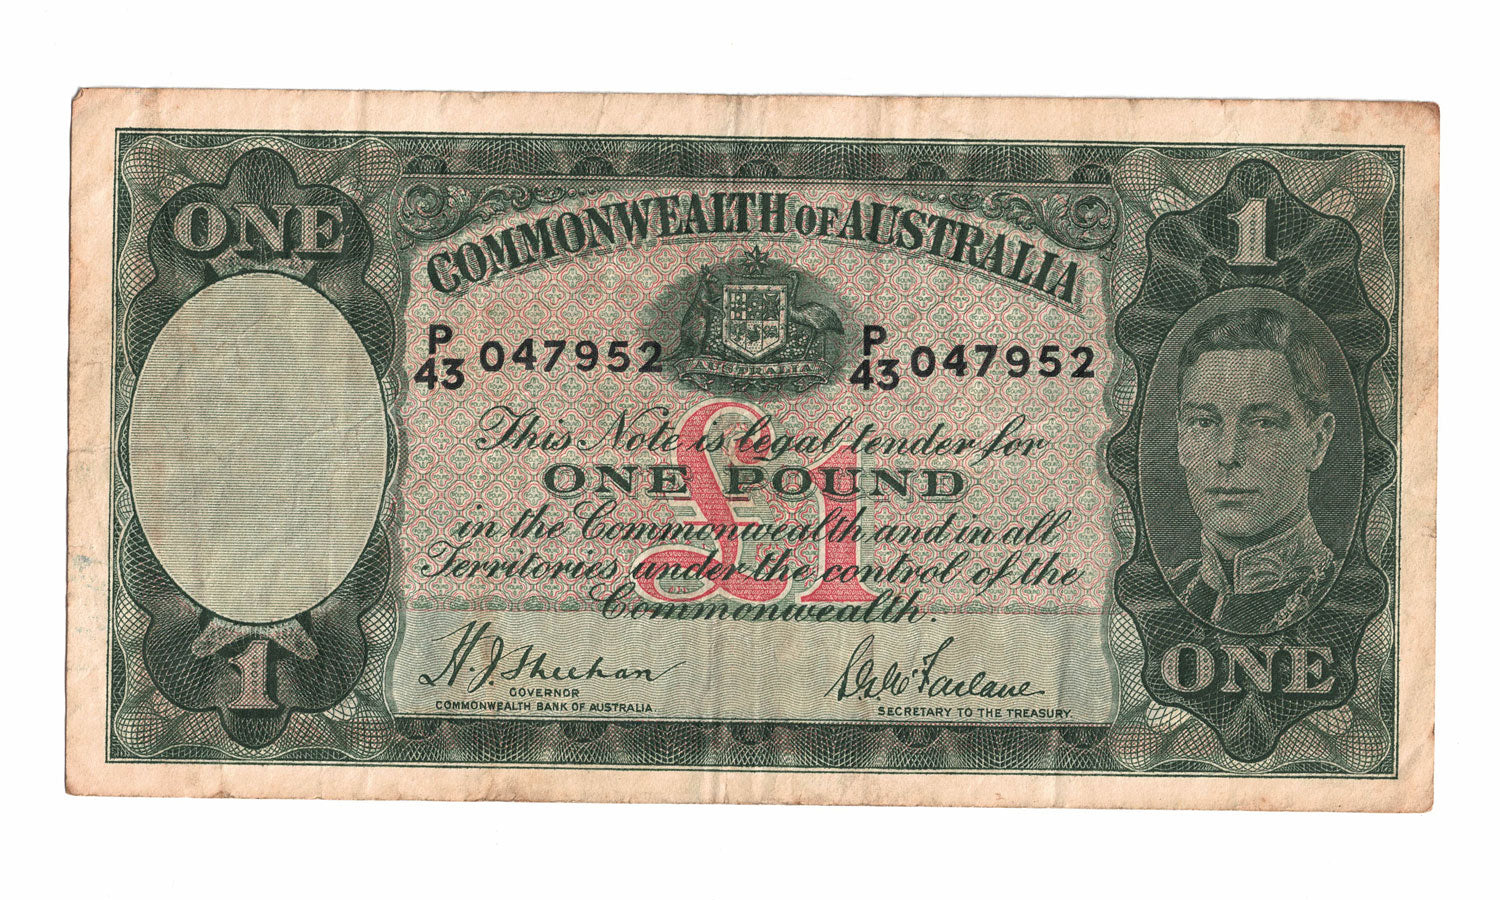 ONE
1
COMMONWEALTH OF AUSTRALIA
P/43 047952
P/43 047952
AUSTRALIA
This Note is legal tender for
ONE POUND
£1
in the Commonwealth and in all
Territories under the control of the
Commonwealth.
H. J. Sheehan
GOVERNOR
COMMONWEALTH BANK OF AUSTRALIA
S. G. McFarlane
SECRETARY TO THE TREASURY.
1
ONE